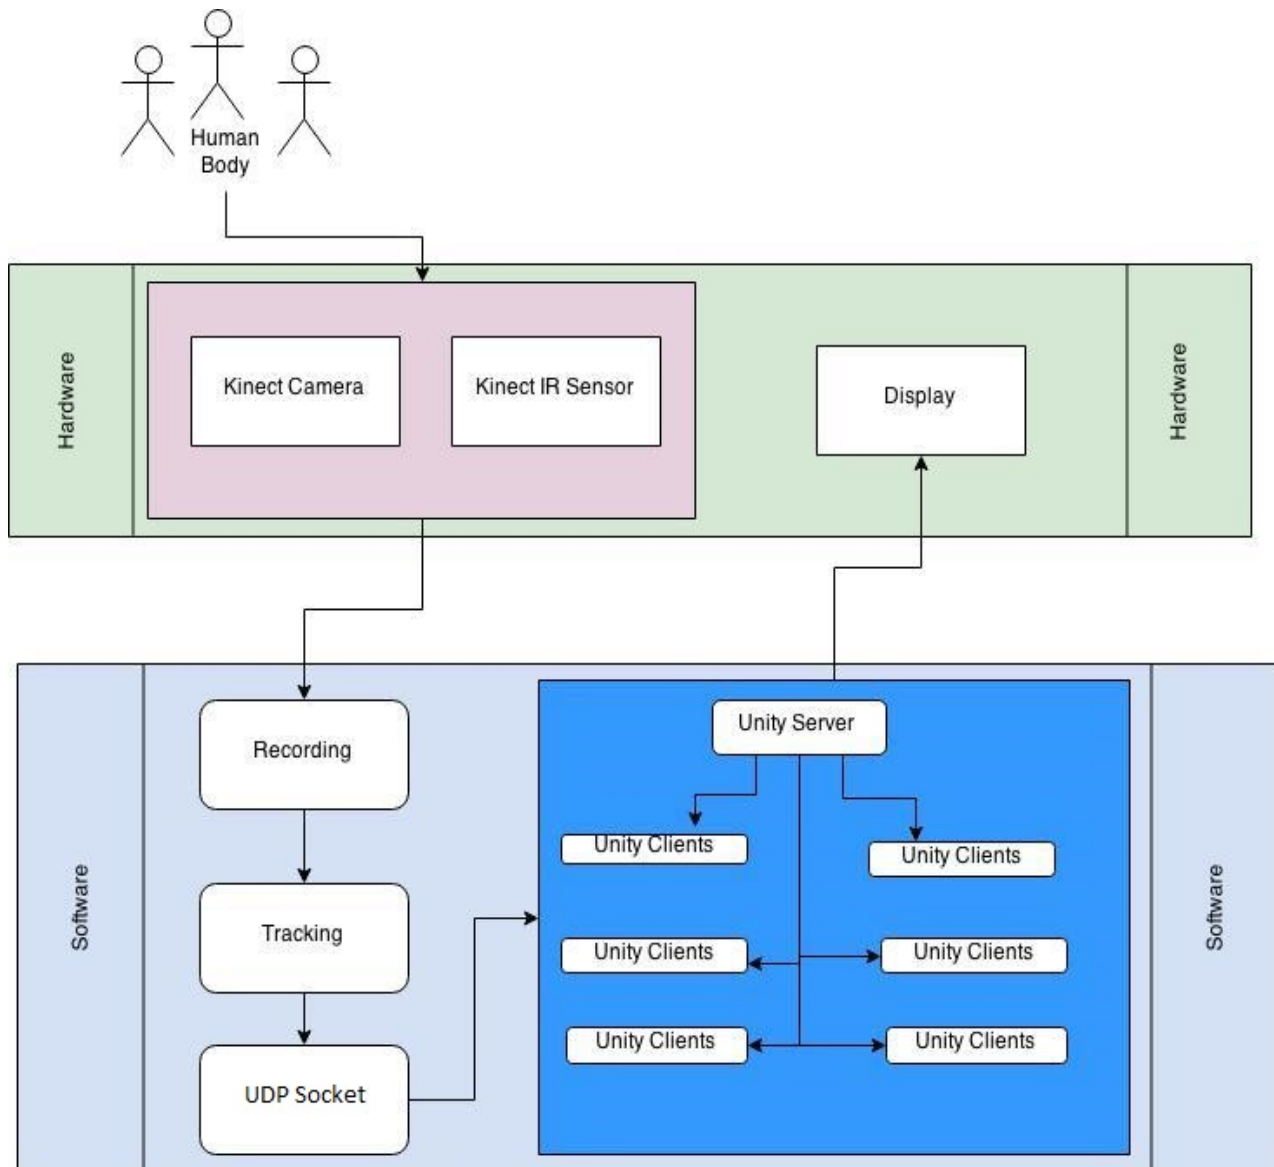 Human
Body
Hardware
Kinect Camera
Kinect IR Sensor
Display
Hardware
Software
Recording
Tracking
UDP Socket
Unity Server
Unity Clients
Unity Clients
Unity Clients
Unity Clients
Unity Clients
Unity Clients
Software